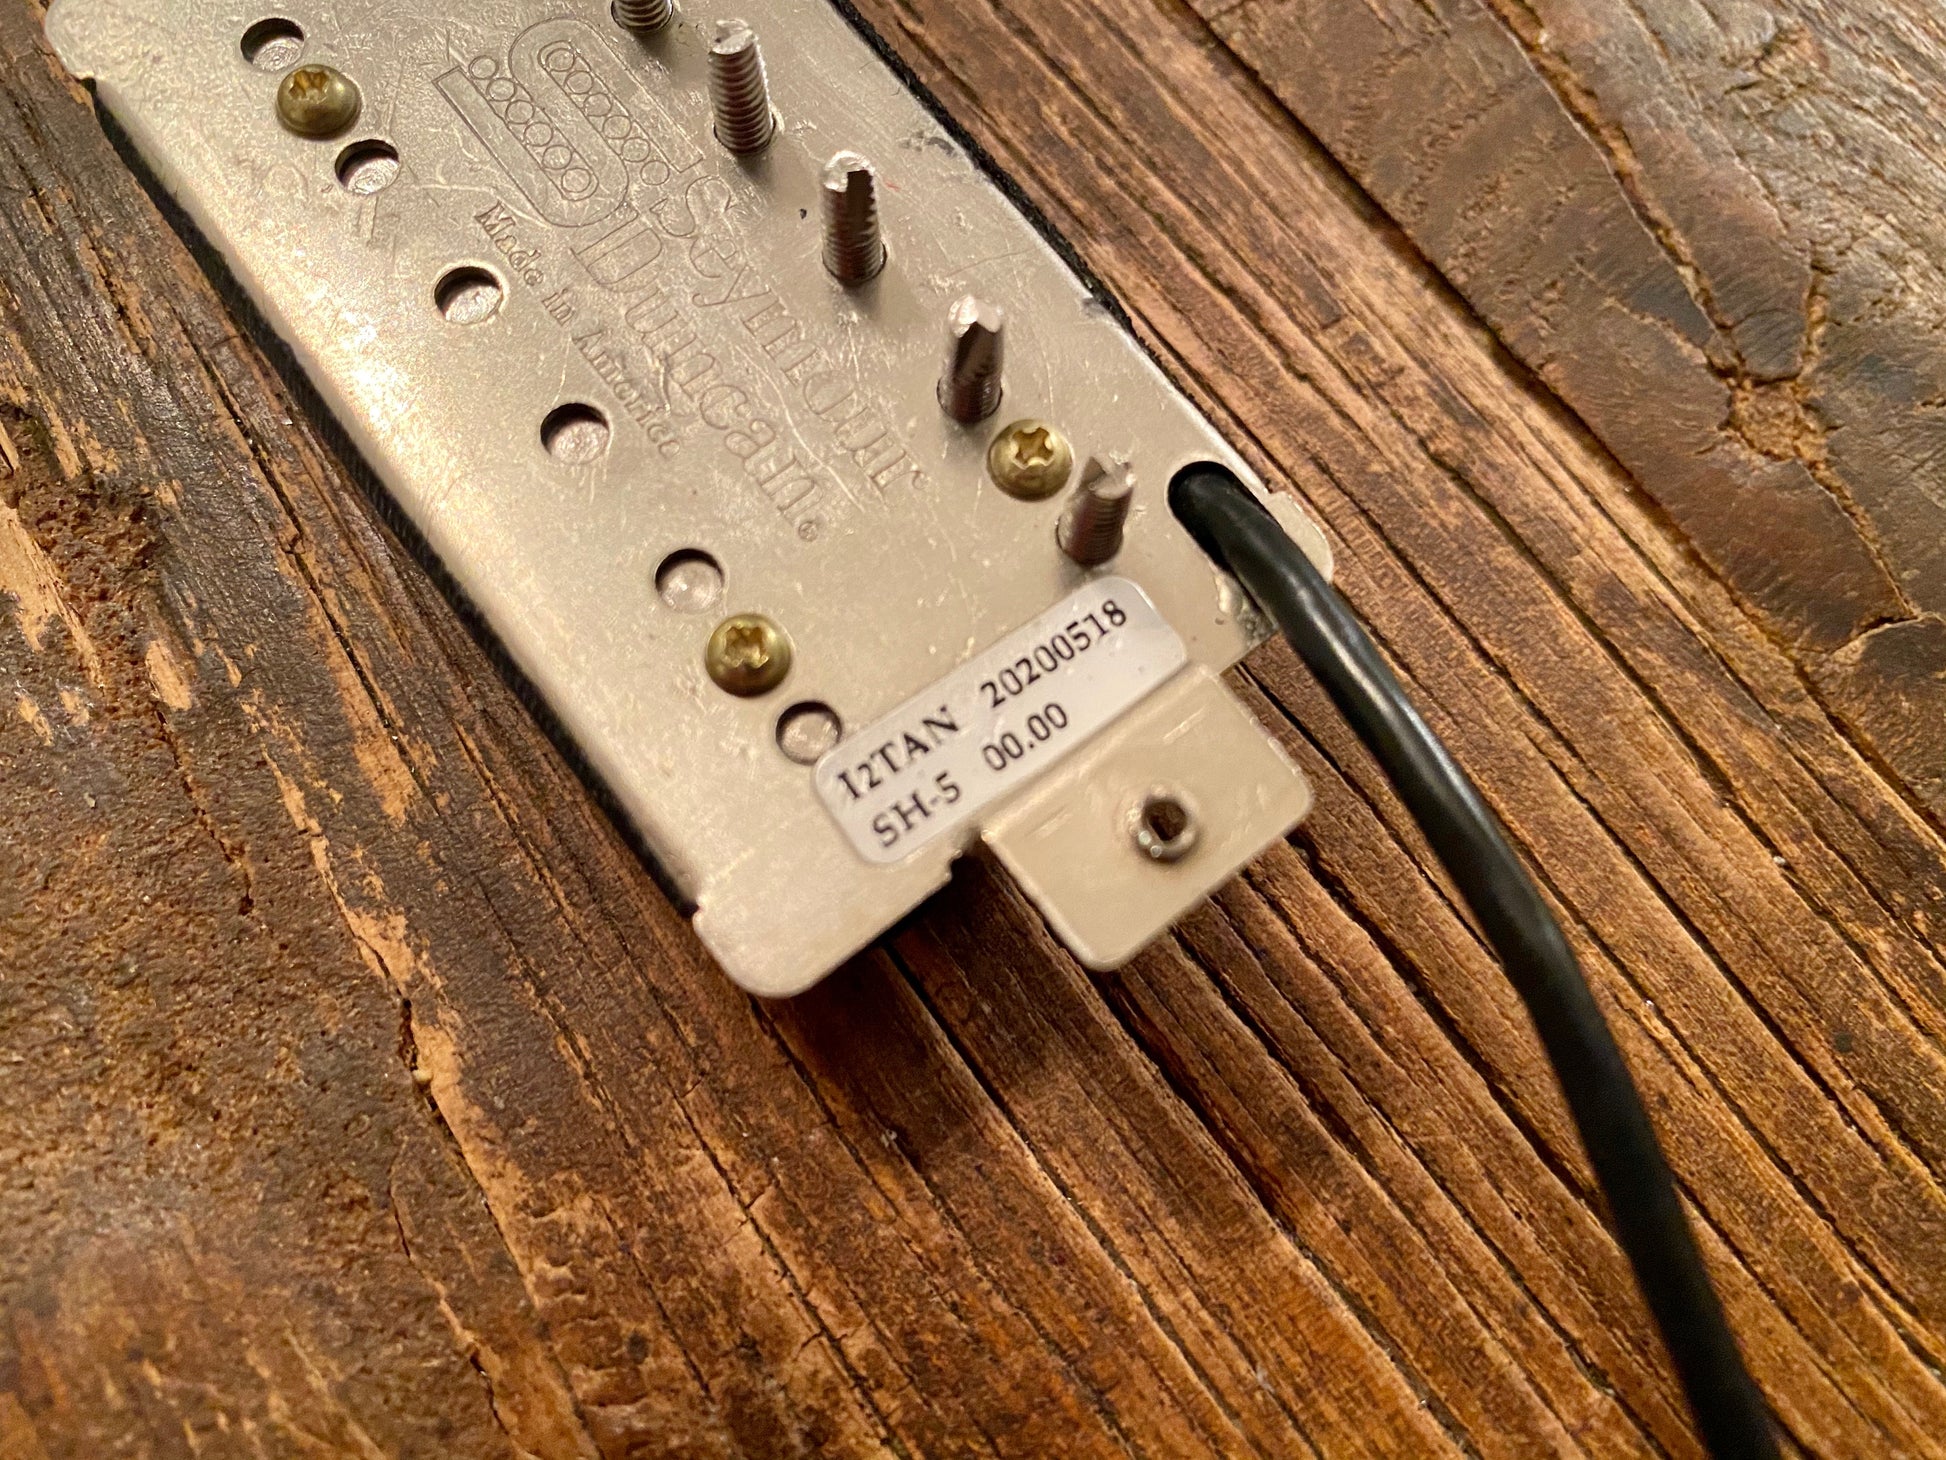 Seymour
Duncan®
Made in America
I2TAN 20200518
SH-5 00.00